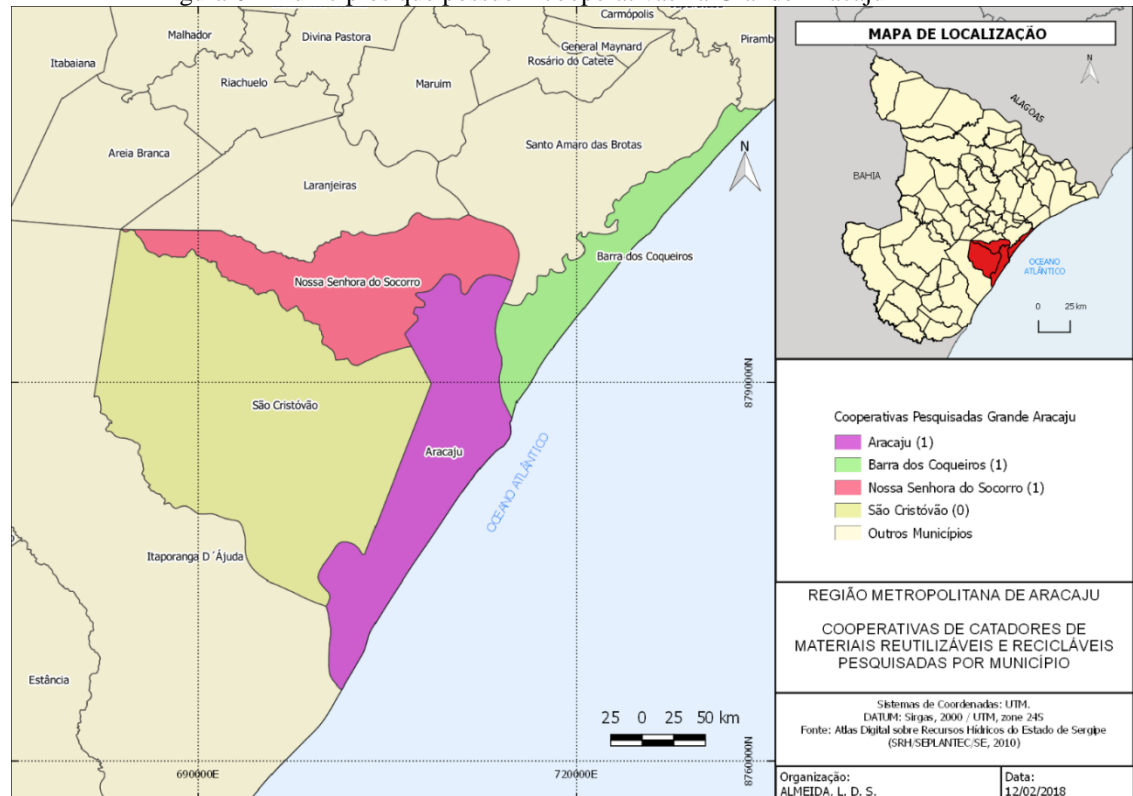 Carmópolis
Malhador
Divina Pastora
General Maynard
Rosário do Catete
Itabaiana
Riachuelo
Maruim
Areia Branca
Santo Amaro das Brotas
Laranjeiras
N
Barra dos Coqueiros
Nossa Senhora do Socorro
São Cristóvão
Aracaju
OCEANO ATLÂNTICO
Itaporanga D´Ájuda
Estância
25 0 25 50 km
690000E
720000E
8790000N
8760000N
MAPA DE LOCALIZAÇÃO
N
ALAGOAS
BAHIA
OCEANO
ATLÂNTICO
0 25 km
Cooperativas Pesquisadas Grande Aracaju
Aracaju (1)
Barra dos Coqueiros (1)
Nossa Senhora do Socorro (1)
São Cristóvão (0)
Outros Municípios
REGIÃO METROPOLITANA DE ARACAJU
COOPERATIVAS DE CATADORES DE
MATERIAIS REUTILIZÁVEIS E RECICLÁVEIS
PESQUISADAS POR MUNICÍPIO
Sistemas de Coordenadas: UTM.
DATUM: Sirgas, 2000 / UTM, zone 24S
Fonte: Atlas Digital sobre Recursos Hídricos do Estado de Sergipe
(SRH/SEPLANTEC/SE, 2010)
Organização:
ALMEIDA, L. D. S.
Data:
12/02/2018